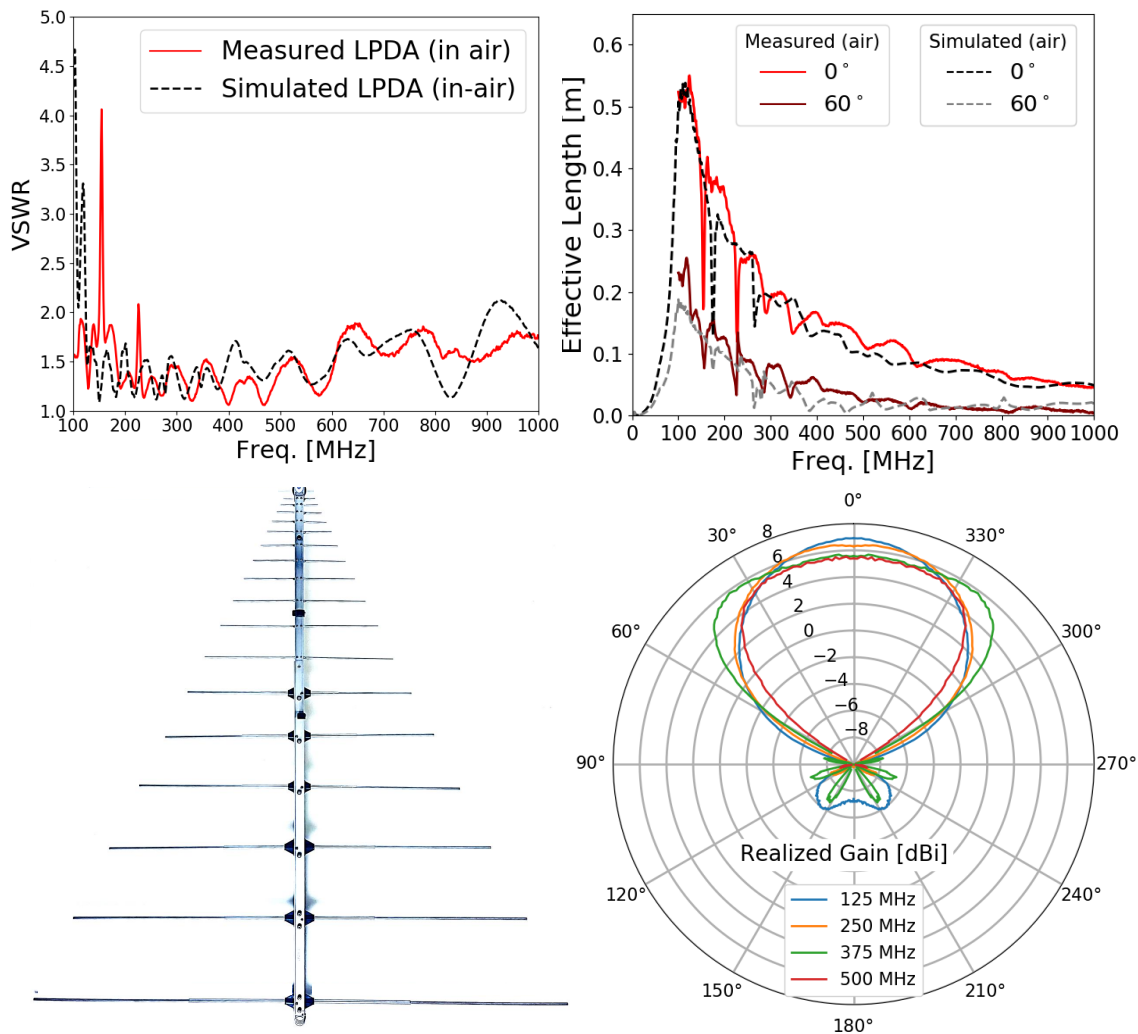 VSWR
5.0
4.5
4.0
3.5
3.0
2.5
2.0
1.5
1.0
Measured LPDA (in air)
Simulated LPDA (in-air)
100 200 300 400 500 600 700 800 900 1000
Freq. [MHz]
Effective Length [m]
0.6
0.5
0.4
0.3
0.2
0.1
0.0
Measured (air)
0°
60°
Simulated (air)
0°
60°
0 100 200 300 400 500 600 700 800 900 1000
Freq. [MHz]
0°
30° 330°
60° 300°
90° 270°
120° 240°
150° 210°
180°
8
6
4
2
0
−2
−4
−6
−8
Realized Gain [dBi]
125 MHz
250 MHz
375 MHz
500 MHz